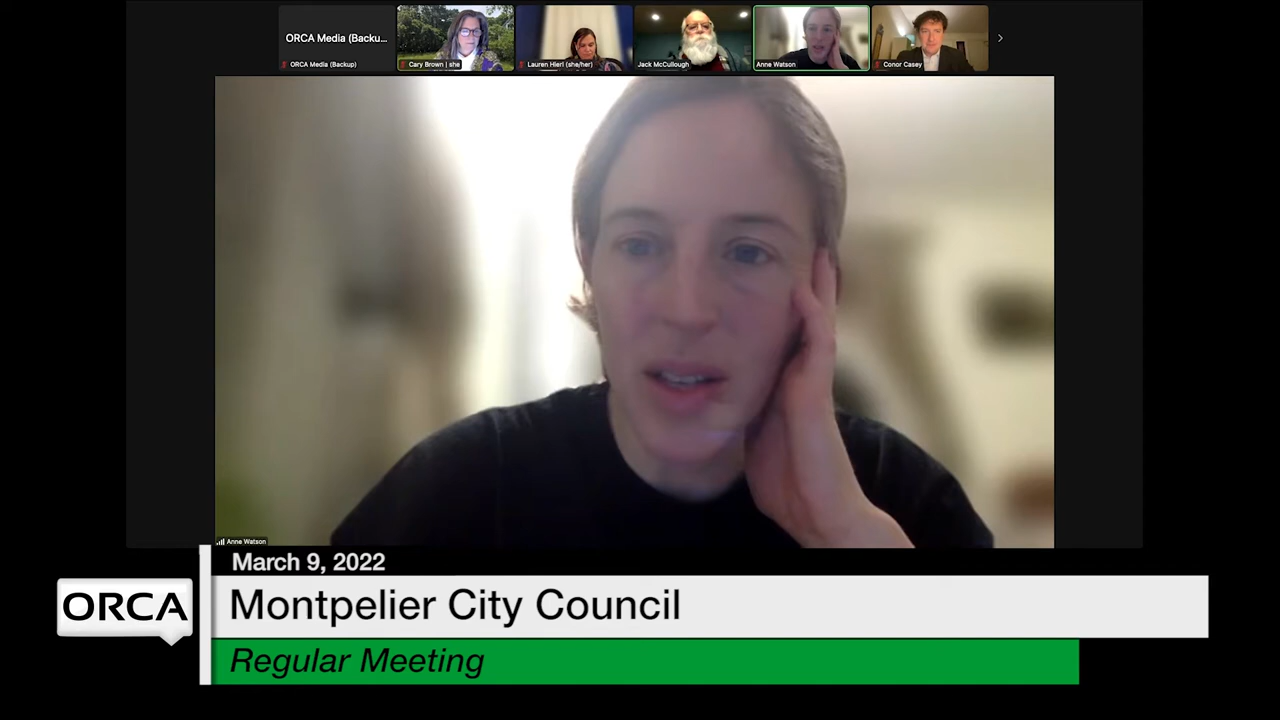 ORCA Media (Backu...
ORCA Media (Backup)
Cary Brown | she
Lauren Hierl (she/her)
Jack McCullough
Anne Watson
Conor Casey
Anne Watson
March 9, 2022
ORCA
Montpelier City Council
Regular Meeting